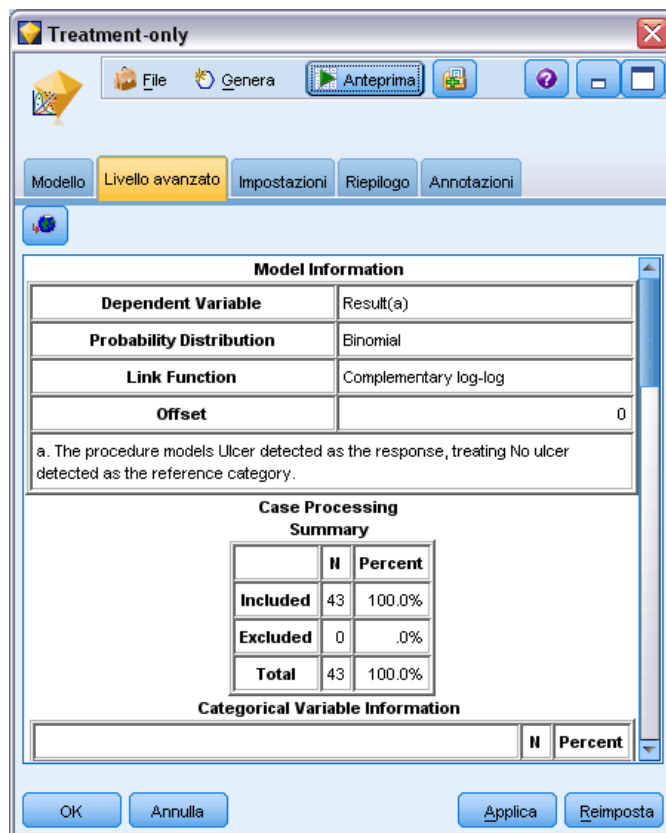 Treatment-only
File Genera Anteprima
Modello Livello avanzato Impostazioni Riepilogo Annotazioni
Model Information
Dependent Variable Result(a)
Probability Distribution Binomial
Link Function Complementary log-log
Offset 0
a. The procedure models Ulcer detected as the response, treating No ulcer
detected as the reference category.
Case Processing
Summary
N Percent
Included 43 100.0%
Excluded 0 .0%
Total 43 100.0%
Categorical Variable Information
N Percent
OK Annulla Applica Reimposta